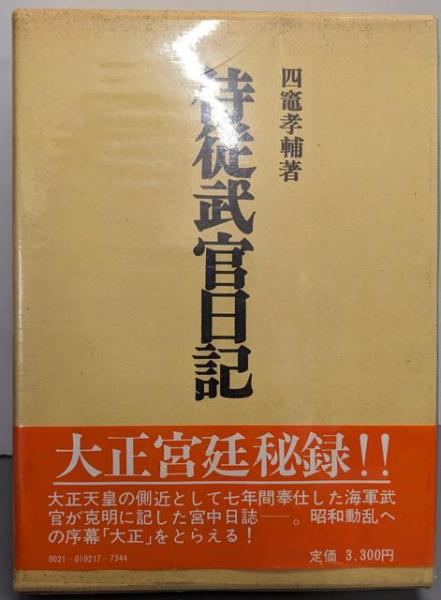 四竈孝輔著
侍従武官日記
大正宮廷秘録!!
大正天皇の側近として七年間奉仕した海軍武
官が克明に記した宮中日誌――。昭和動乱へ
の序幕「大正」をとらえる！
0021-010217-7344
定価 3,300円